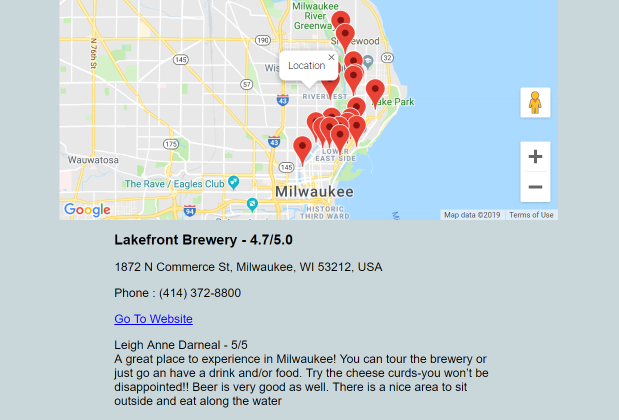 Milwaukee
River
Greenway
N 76th St
190
Shorewood
145
32
Location
×
57
RIVERWEST
43
Lake Park
175
43
Wauwatosa
LOWER
EAST SIDE
145
The Rave / Eagles Club
Milwaukee
HISTORIC
THIRD WARD
94
Google
Map data ©2019
Terms of Use
+
−
Lakefront Brewery - 4.7/5.0
1872 N Commerce St, Milwaukee, WI 53212, USA
Phone : (414) 372-8800
Go To Website
Leigh Anne Darneal - 5/5
A great place to experience in Milwaukee! You can tour the brewery or
just go an have a drink and/or food. Try the cheese curds-you won’t be
disappointed!! Beer is very good as well. There is a nice area to sit
outside and eat along the water